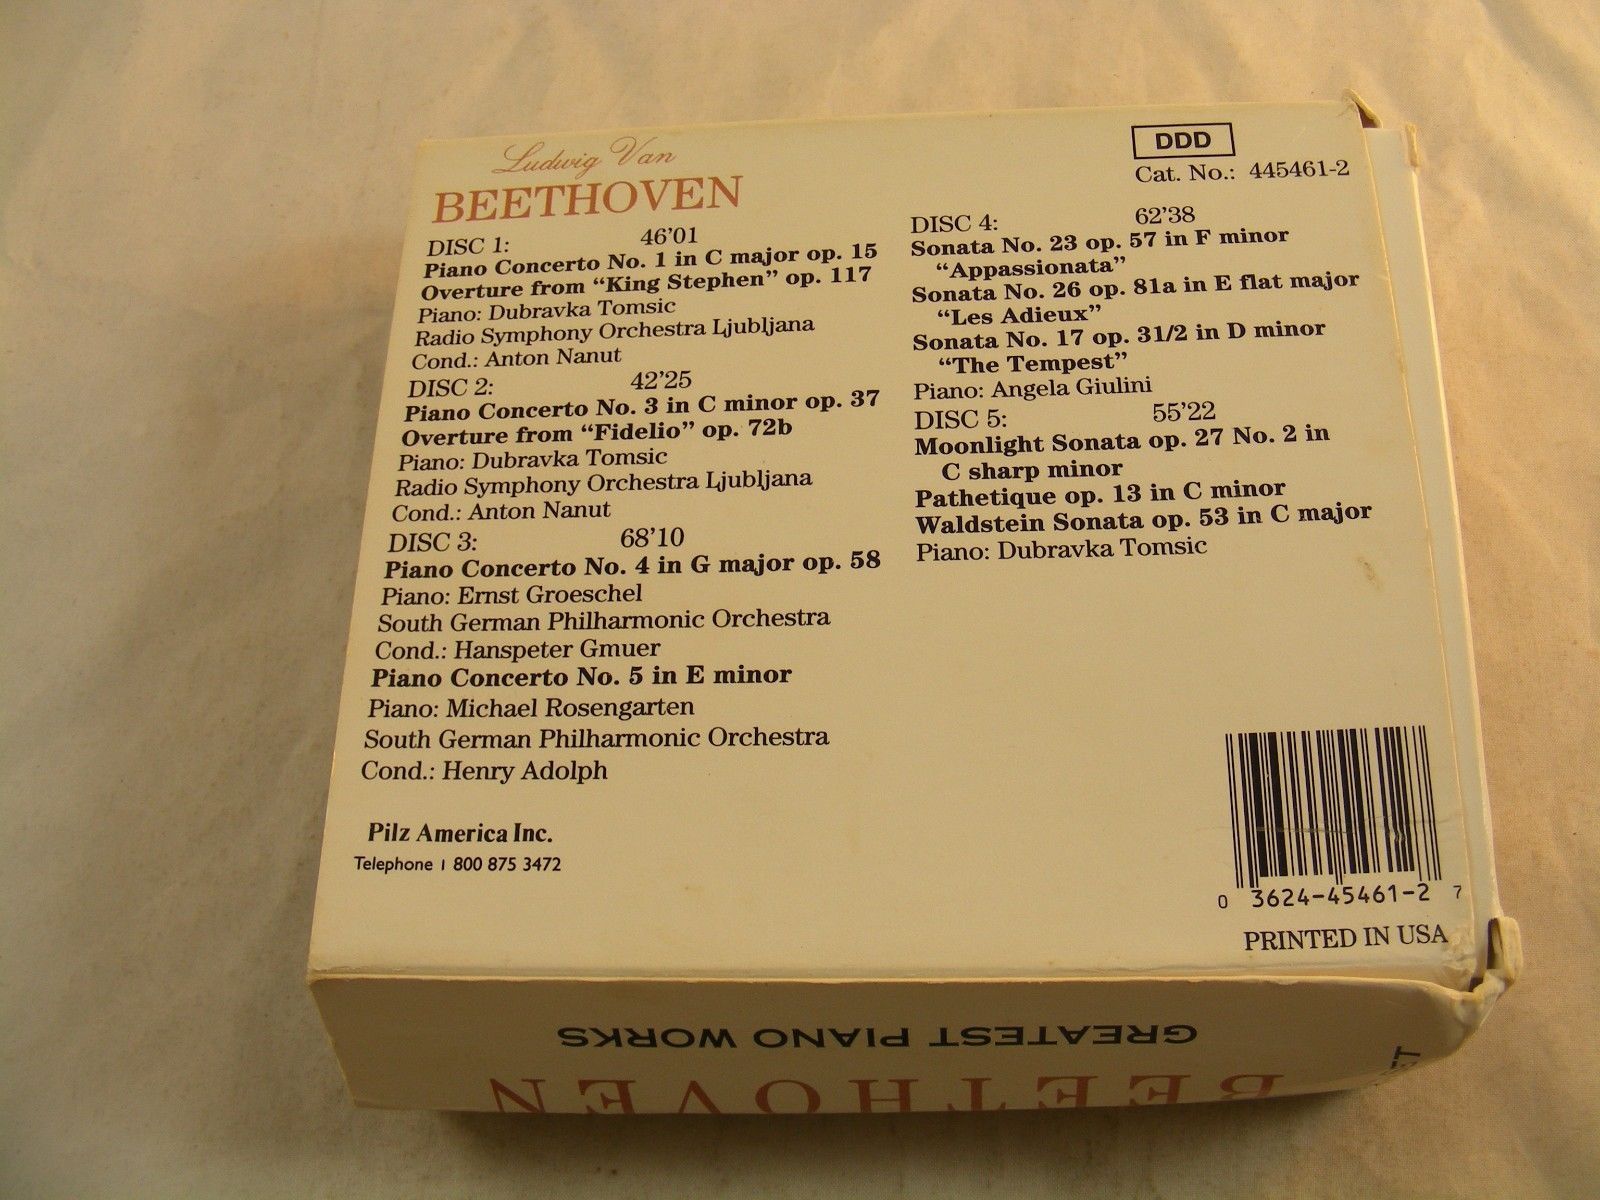 Ludwig Van
BEETHOVEN
DISC 1: 46'01
Piano Concerto No. 1 in C major op. 15
Overture from "King Stephen" op. 117
Piano: Dubravka Tomsic
Radio Symphony Orchestra Ljubljana
Cond.: Anton Nanut
DISC 2: 42'25
Piano Concerto No. 3 in C minor op. 37
Overture from "Fidelio" op. 72b
Piano: Dubravka Tomsic
Radio Symphony Orchestra Ljubljana
Cond.: Anton Nanut
DISC 3: 68'10
Piano Concerto No. 4 in G major op. 58
Piano: Ernst Groeschel
South German Philharmonic Orchestra
Cond.: Hanspeter Gmuer
Piano Concerto No. 5 in E minor
Piano: Michael Rosengarten
South German Philharmonic Orchestra
Cond.: Henry Adolph
Pilz America Inc.
Telephone 1 800 875 3472
DDD
Cat. No.: 445461-2
DISC 4: 62'38
Sonata No. 23 op. 57 in F minor
"Appassionata"
Sonata No. 26 op. 81a in E flat major
"Les Adieux"
Sonata No. 17 op. 31/2 in D minor
"The Tempest"
Piano: Angela Giulini
DISC 5: 55'22
Moonlight Sonata op. 27 No. 2 in
C sharp minor
Pathetique op. 13 in C minor
Waldstein Sonata op. 53 in C major
Piano: Dubravka Tomsic
0 3624-45461-2 7
PRINTED IN USA
GREATEST PIANO WORKS
BEETHOVEN